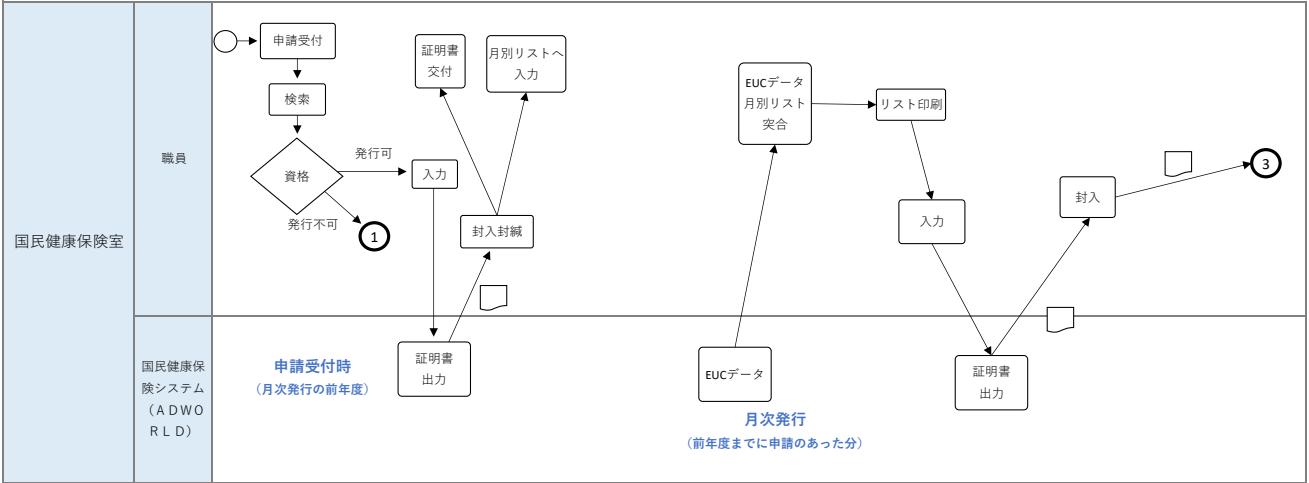 国民健康保険室
職員
申請受付
検索
資格
発行可
発行不可
1
入力
証明書
交付
月別リストへ
入力
封入封緘
EUCデータ
月別リスト
突合
リスト印刷
入力
封入
3
国民健康保
険システム
（ADWO
RLD）
申請受付時
（月次発行の前年度）
証明書
出力
EUCデータ
月次発行
（前年度までに申請のあった分）
証明書
出力